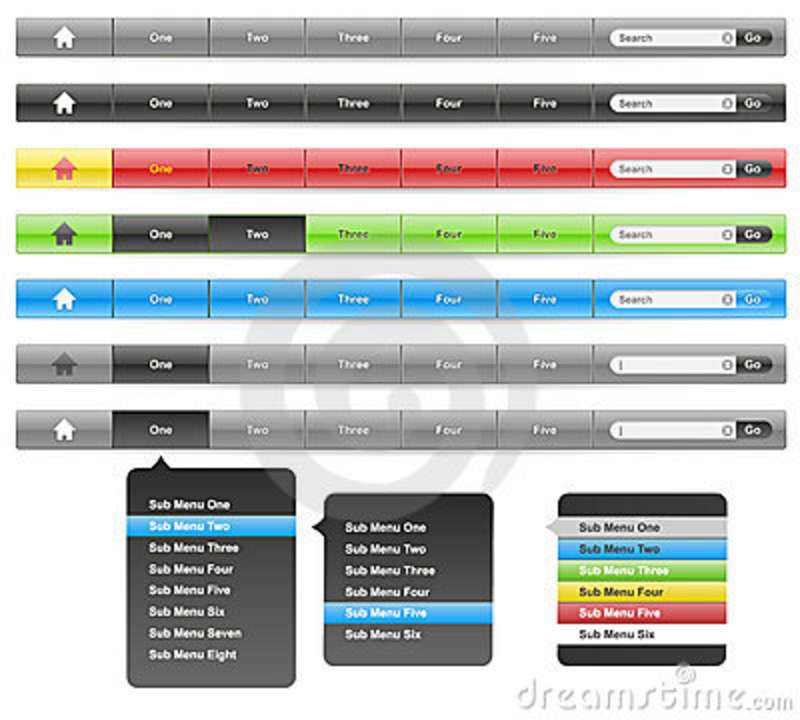 One Two Three Four Five Search Go
One Two Three Four Five Search Go
One Two Three Four Five Search Go
One Two Three Four Five Search Go
One Two Three Four Five Search Go
One Two Three Four Five Go
One Two Three Four Five Go
Sub Menu One
Sub Menu Two
Sub Menu Three
Sub Menu Four
Sub Menu Five
Sub Menu Six
Sub Menu Seven
Sub Menu Eight
Sub Menu One
Sub Menu Two
Sub Menu Three
Sub Menu Four
Sub Menu Five
Sub Menu Six
Sub Menu One
Sub Menu Two
Sub Menu Three
Sub Menu Four
Sub Menu Five
Sub Menu Six
dreamstime.com